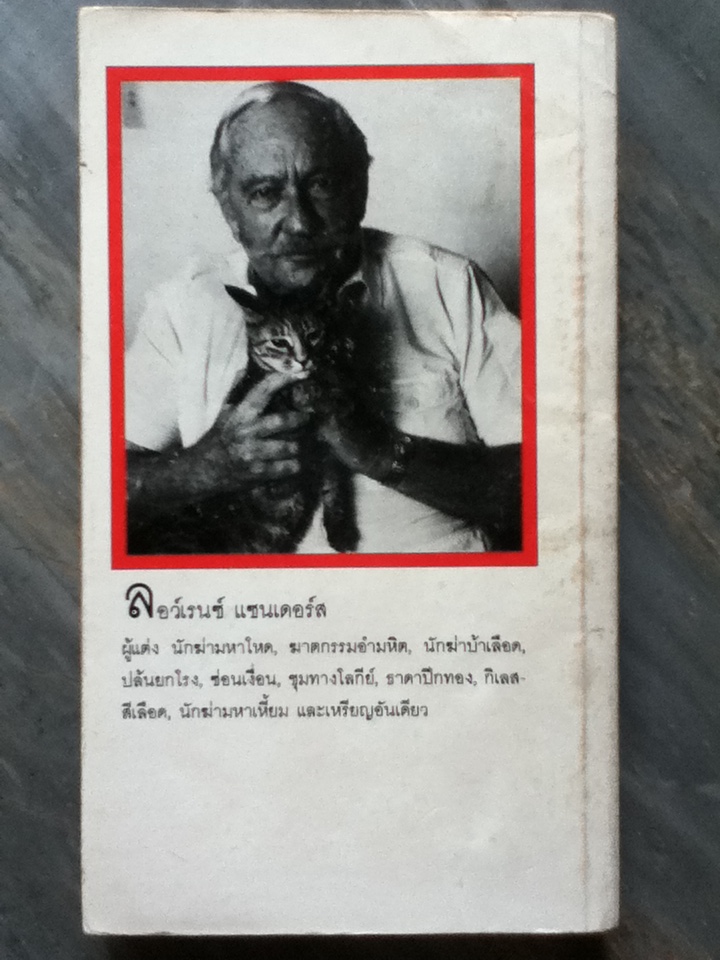 ลอว์เรนซ์ แซนเดอร์ส
ผู้แต่ง นักฆ่ามหาโหด, ฆาตกรรมอำมหิต, นักฆ่าบ้าเลือด,
ปล้นยกโรง, ซ่อนเงื่อน, ชุมทางโลกีย์, ธาดาปีกทอง, กิเลส-
สีเลือด, นักฆ่ามหาเหี้ยม และเหรียญอันเดียว